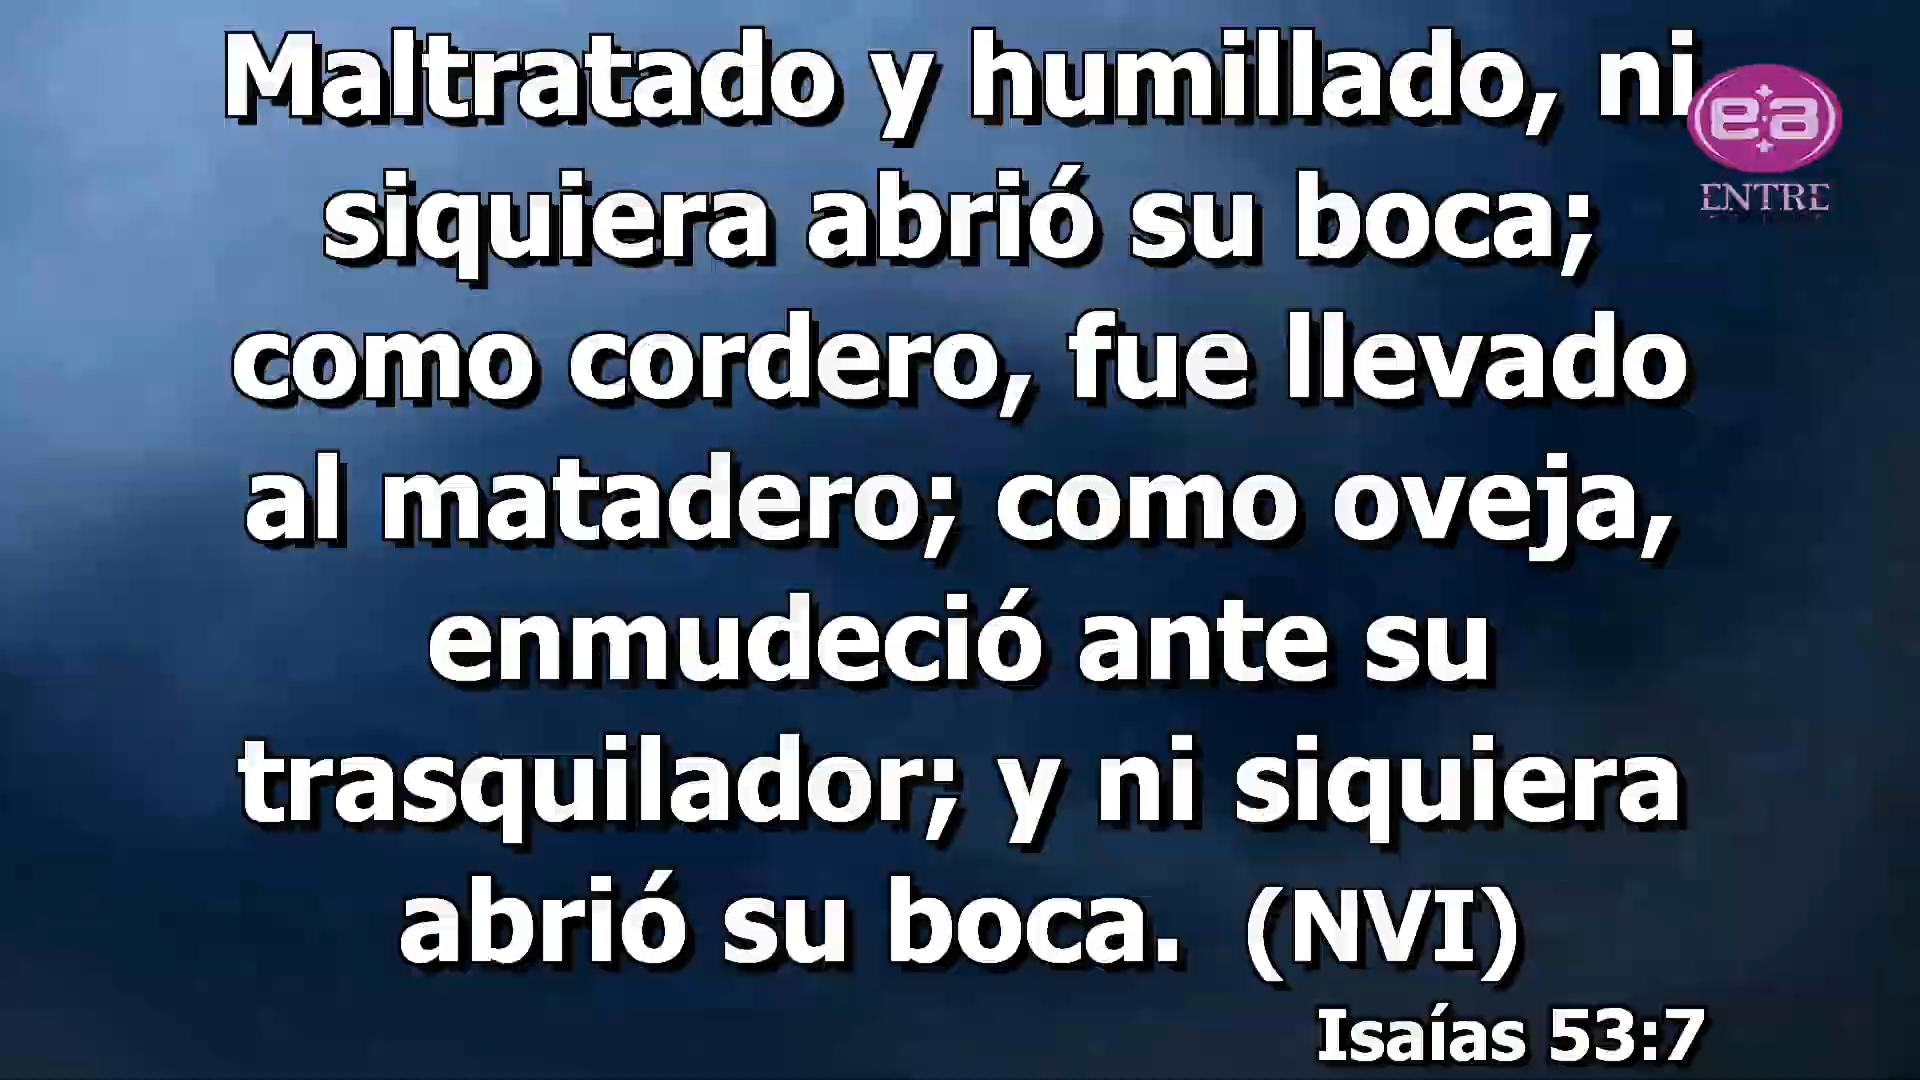 Maltratado y humillado, ni
siquiera abrió su boca;
como cordero, fue llevado
al matadero; como oveja,
enmudeció ante su
trasquilador; y ni siquiera
abrió su boca. (NVI)
Isaías 53:7
ea
ENTRE